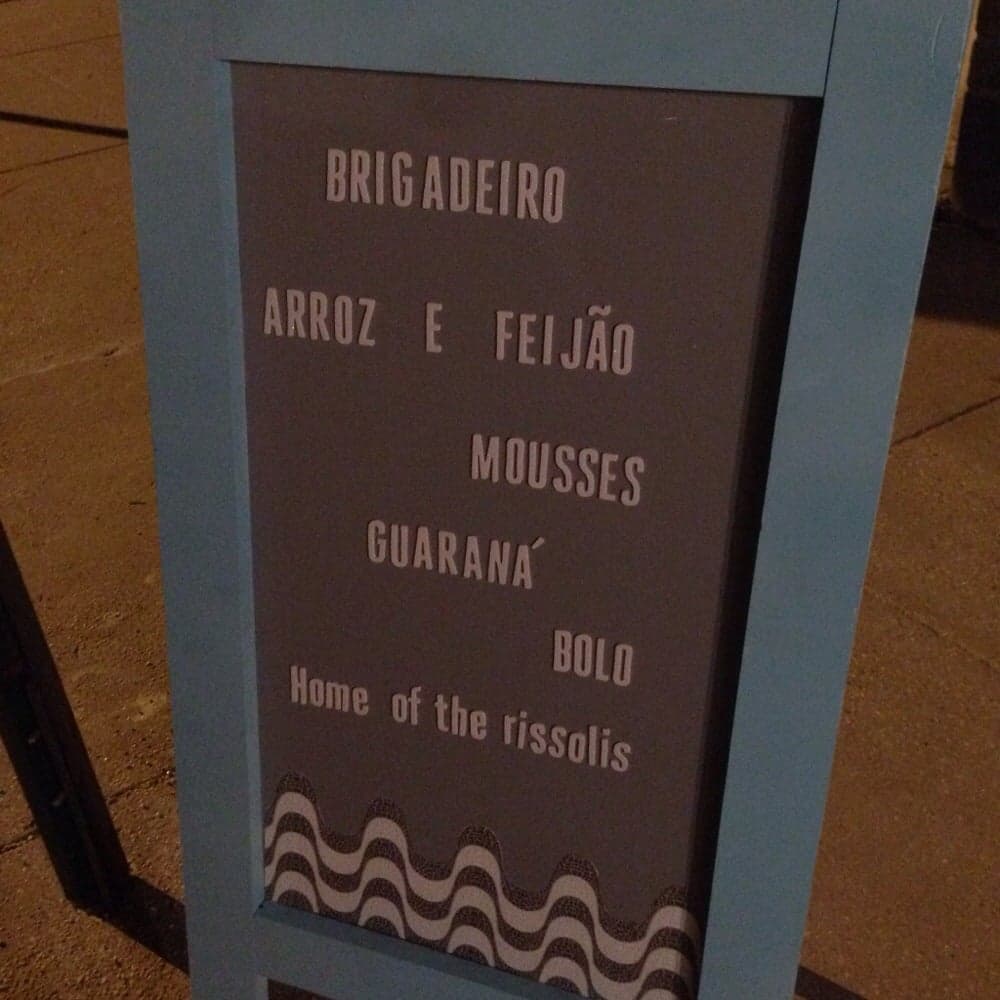 BRIGADEIRO
ARROZ E FEIJÃO
MOUSSES
GUARANÁ
BOLO
Home of the rissolis